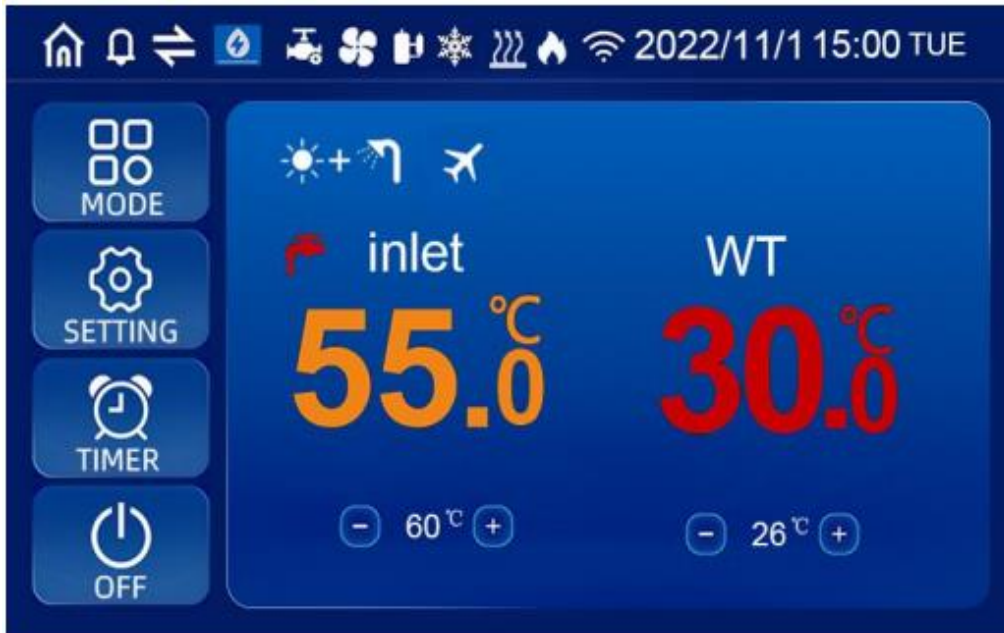 2022/11/1 15:00 TUE
MODE
SETTING
TIMER
OFF
inlet
WT
55.0°C
30.0°C
- 60℃ +
- 26℃ +